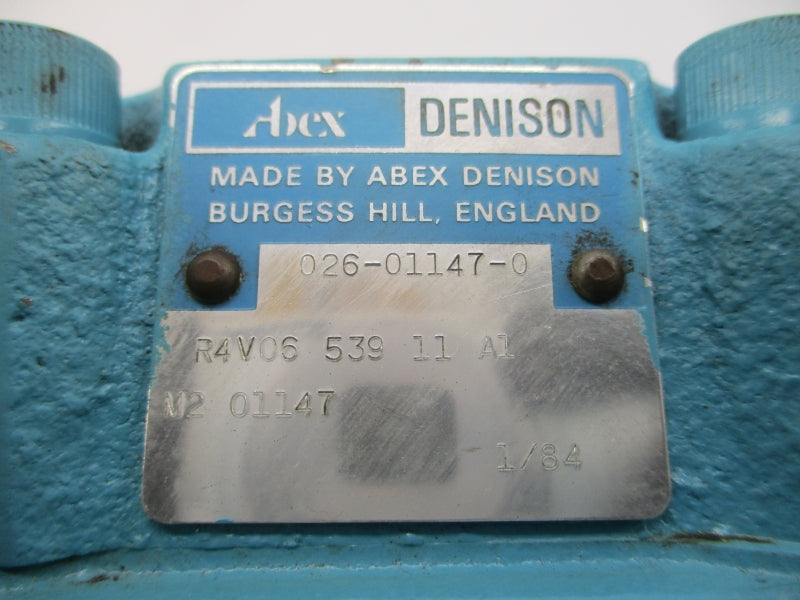 Abex DENISON
MADE BY ABEX DENISON
BURGESS HILL, ENGLAND
026-01147-0
R4V06 539 11 A1
W2 01147
1/84